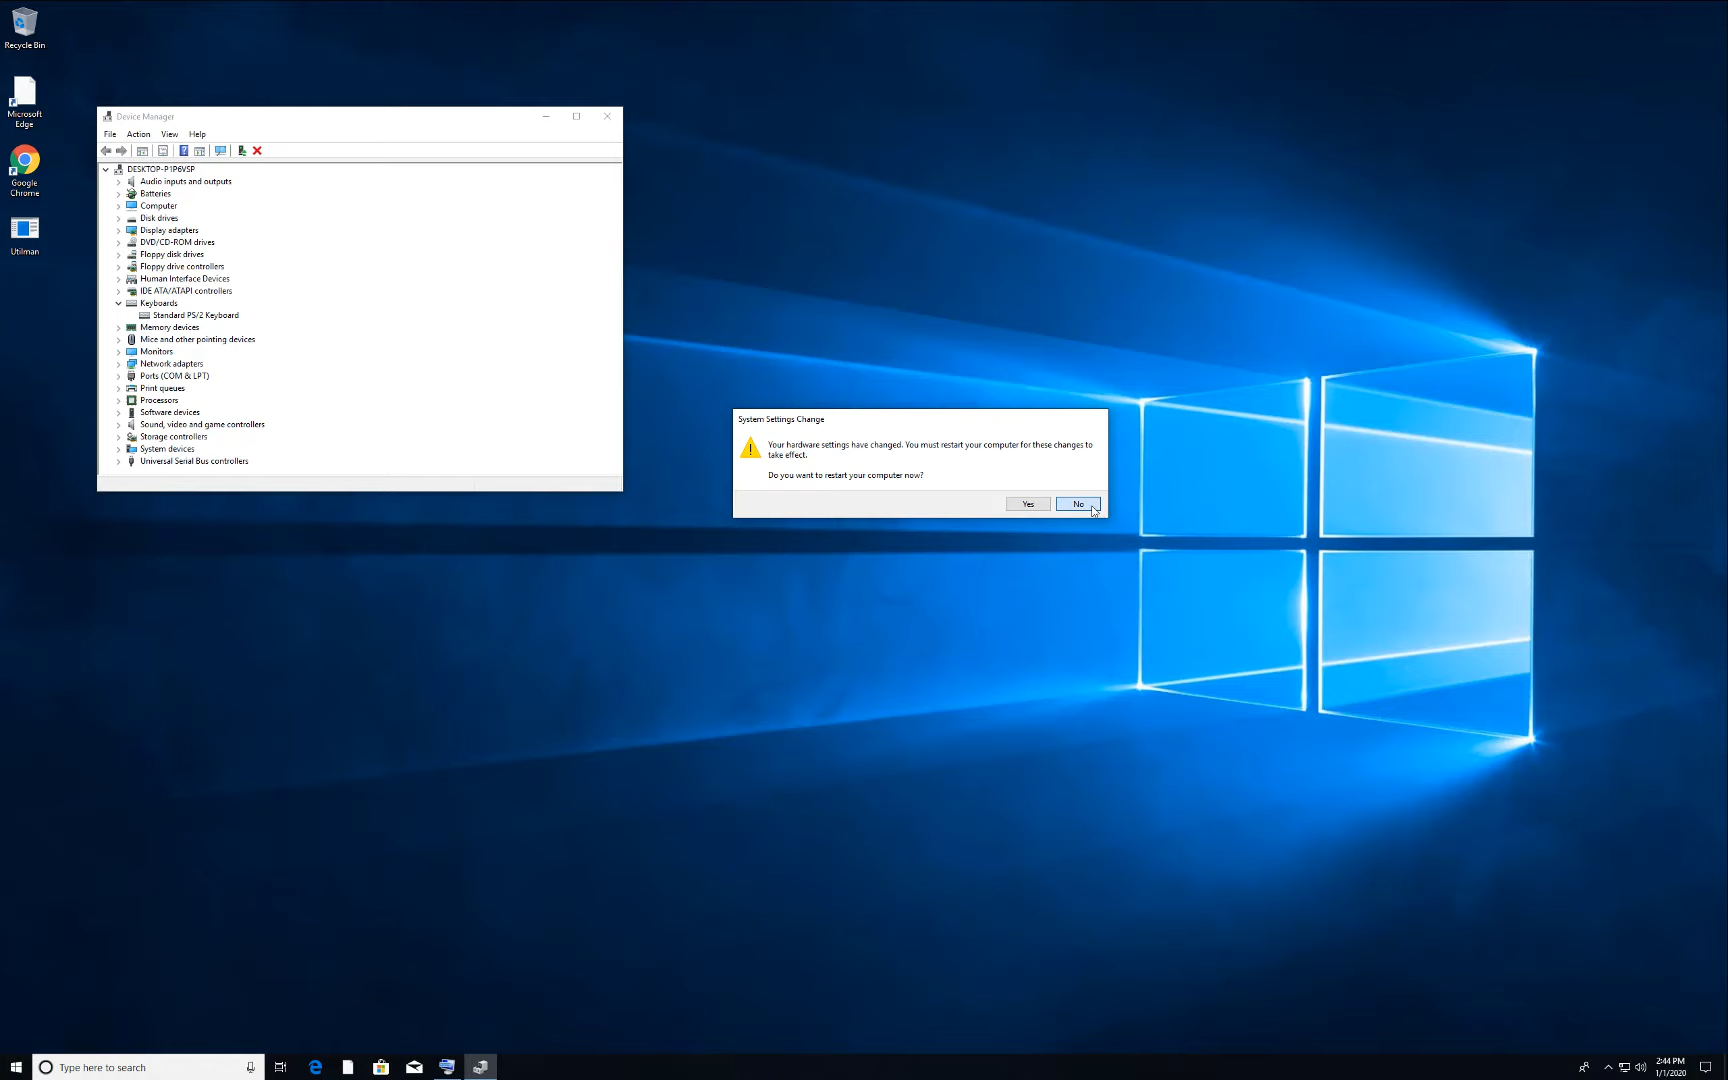 Recycle Bin
Microsoft
Edge
Google
Chrome
Utilman
Device Manager
File Action View Help
DESKTOP-P1P6VSP
Audio inputs and outputs
Batteries
Computer
Disk drives
Display adapters
DVD/CD-ROM drives
Floppy disk drives
Floppy drive controllers
Human Interface Devices
IDE ATA/ATAPI controllers
Keyboards
Standard PS/2 Keyboard
Memory devices
Mice and other pointing devices
Monitors
Network adapters
Ports (COM & LPT)
Print queues
Processors
Software devices
Sound, video and game controllers
Storage controllers
System devices
Universal Serial Bus controllers
System Settings Change
Your hardware settings have changed. You must restart your computer for these changes to
take effect.
Do you want to restart your computer now?
Yes No
Type here to search
2:44 PM
1/1/2020